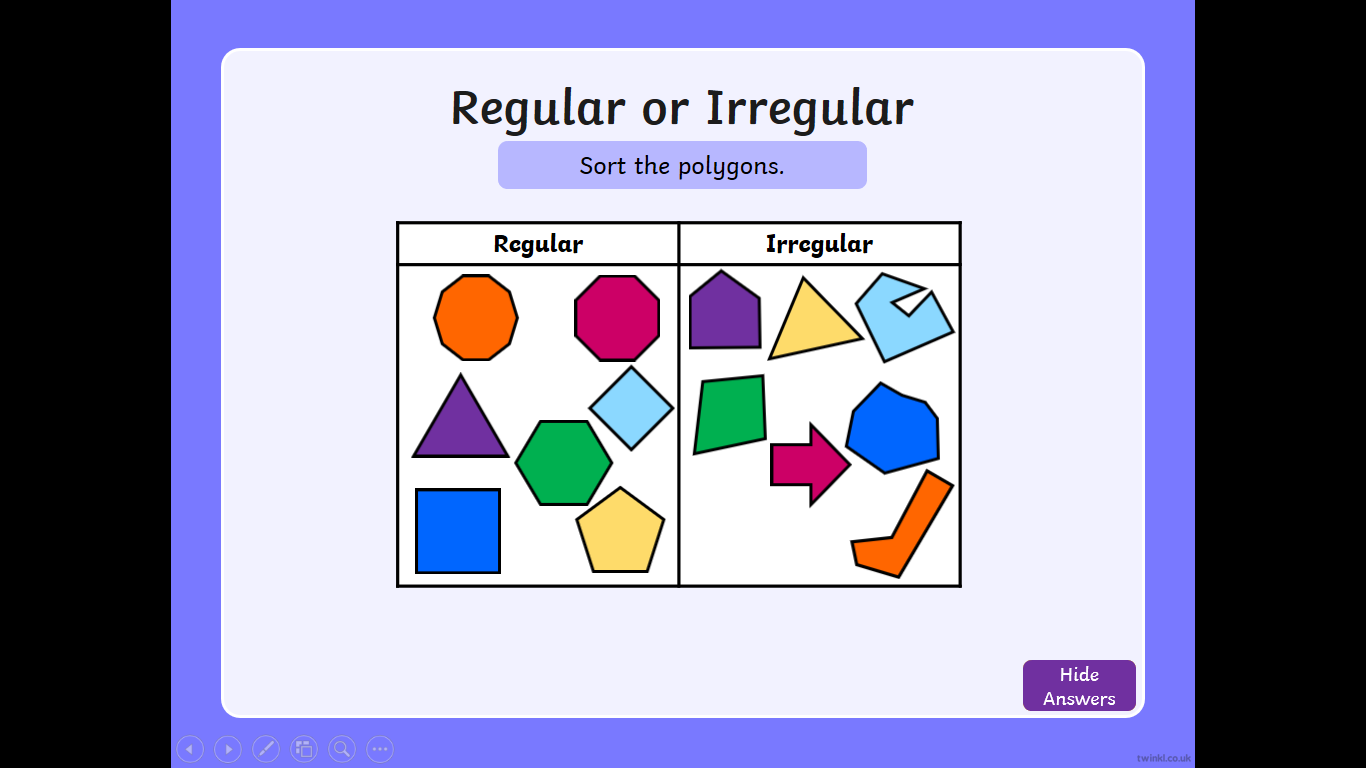 Regular or Irregular
Sort the polygons.
Regular
Irregular
Hide
Answers
twinkl.co.uk